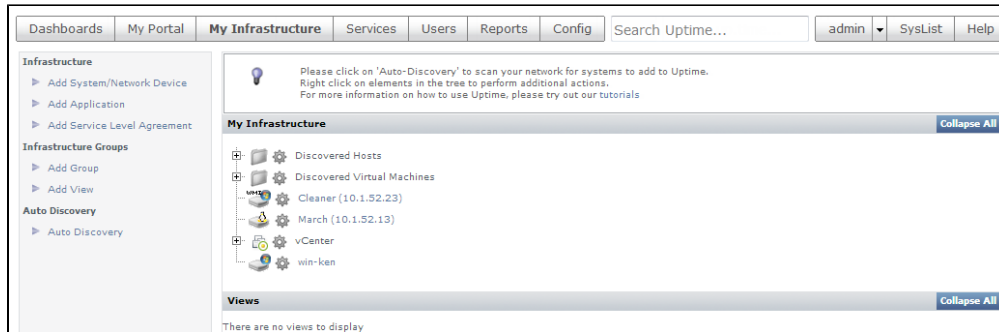 Dashboards My Portal My Infrastructure Services Users Reports Config Search Uptime... admin SysList Help
Infrastructure
Add System/Network Device
Add Application
Add Service Level Agreement
Infrastructure Groups
Add Group
Add View
Auto Discovery
Auto Discovery
Please click on 'Auto-Discovery' to scan your network for systems to add to Uptime.
Right click on elements in the tree to perform additional actions.
For more information on how to use Uptime, please try out our tutorials
My Infrastructure Collapse All
Discovered Hosts
Discovered Virtual Machines
Cleaner (10.1.52.23)
March (10.1.52.13)
vCenter
win-ken
Views Collapse All
There are no views to display